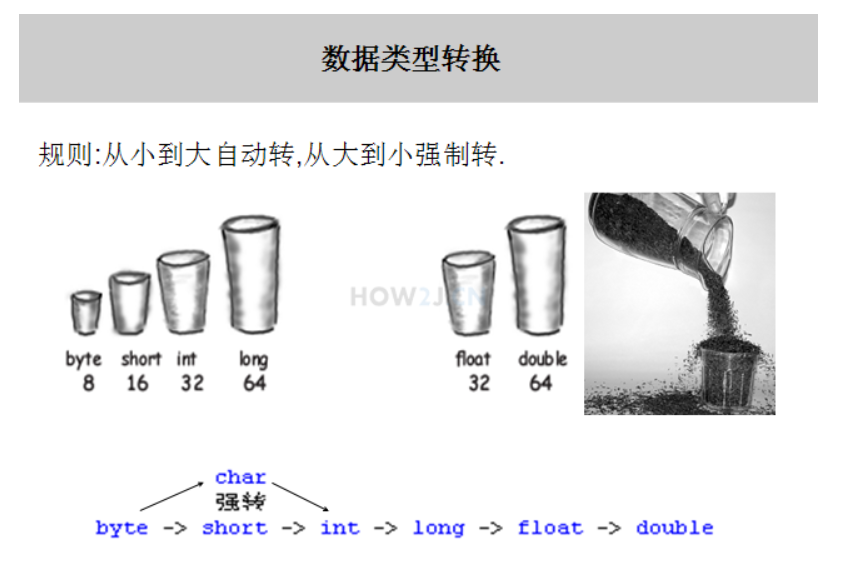 数据类型转换
规则:从小到大自动转,从大到小强制转.
byte short int long float double
8 16 32 64 32 64
HOW2J.CN
char
强转
byte -> short -> int -> long -> float -> double